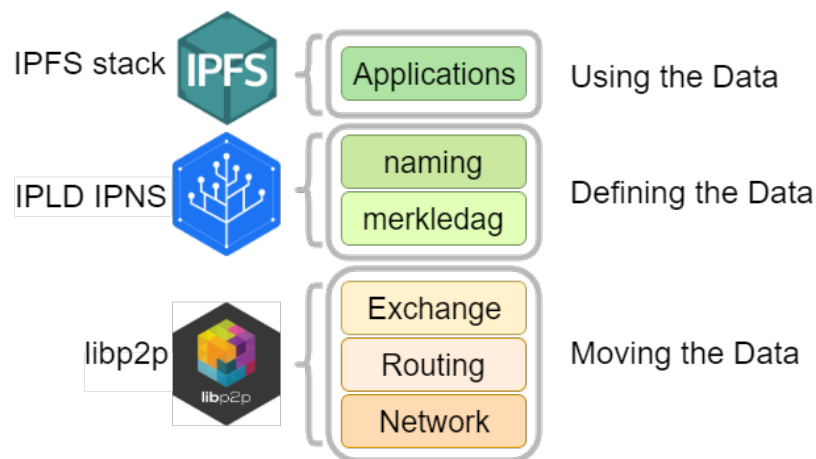 IPFS stack
IPFS
Applications
Using the Data
IPLD IPNS
naming
merkledag
Defining the Data
libp2p
libp2p
Exchange
Routing
Network
Moving the Data